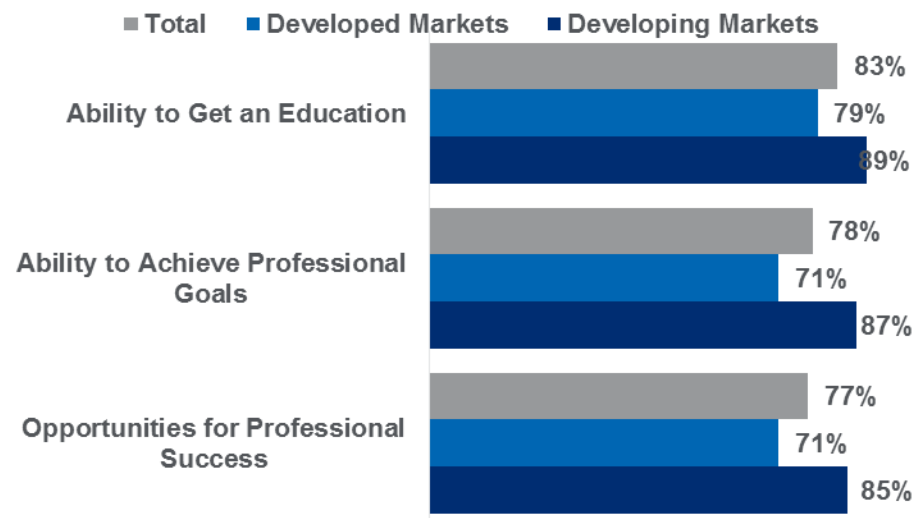 Total Developed Markets Developing Markets
83%
Ability to Get an Education 79%
89%
78%
Ability to Achieve Professional
Goals
71%
87%
77%
Opportunities for Professional
Success
71%
85%